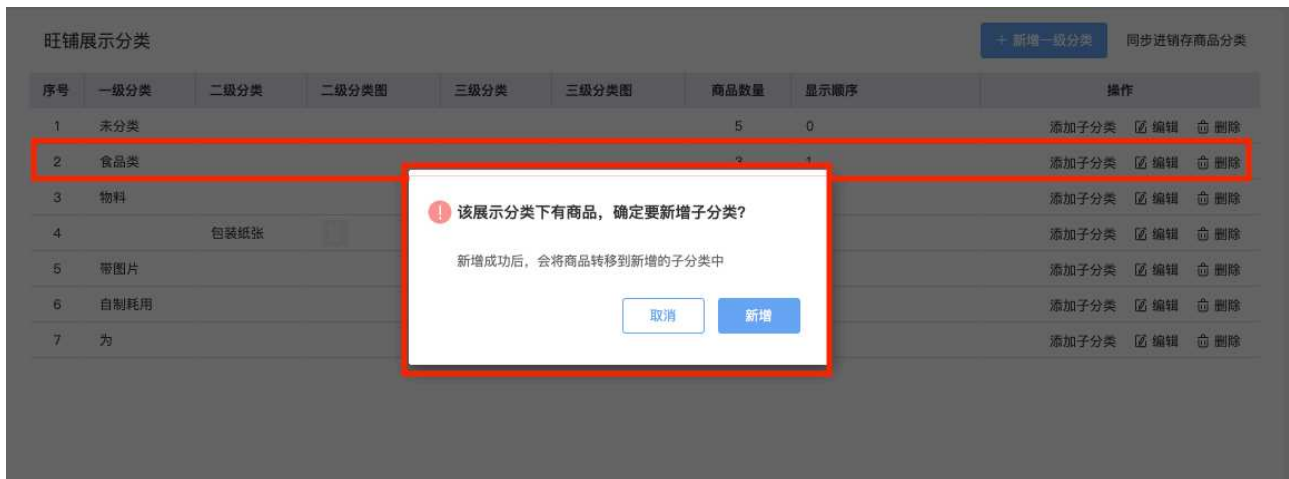 旺铺展示分类 + 新增一级分类 同步进销存商品分类
序号 一级分类 二级分类 二级分类图 三级分类 三级分类图 商品数量 显示顺序 操作
1 未分类 5 0 添加子分类 编辑 删除
2 食品类 3 1 添加子分类 编辑 删除
3 物料 添加子分类 编辑 删除
该展示分类下有商品，确定要新增子分类?
4 包装纸张 添加子分类 编辑 删除
新增成功后，会将商品转移到新增的子分类中
5 带图片 添加子分类 编辑 删除
6 自制耗用 添加子分类 编辑 删除
取消 新增
7 为 添加子分类 编辑 删除